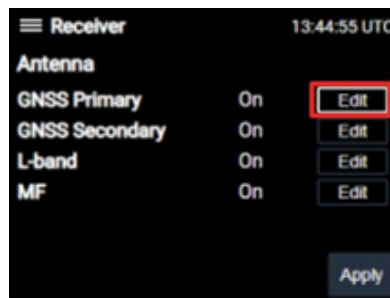 Receiver 13:44:55 UTC
Antenna
GNSS Primary On Edit
GNSS Secondary On Edit
L-band On Edit
MF On Edit
Apply